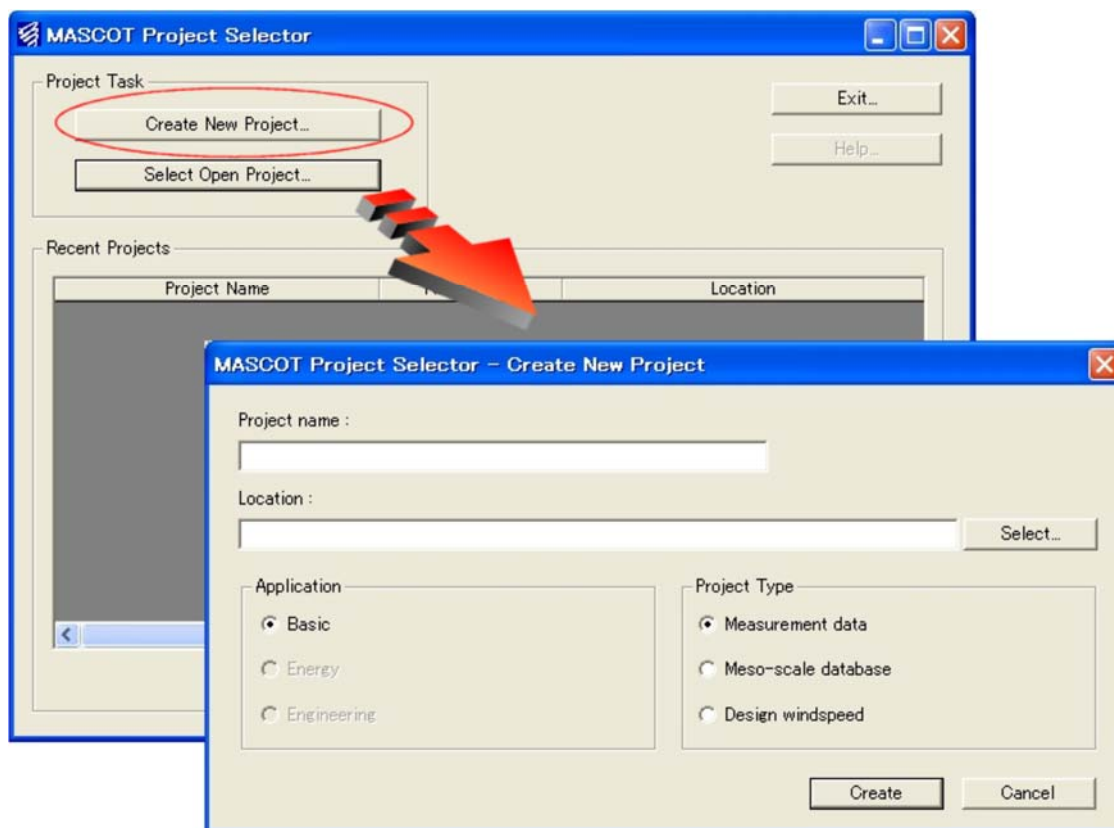 MASCOT Project Selector
Project Task
Create New Project...
Select Open Project...
Exit...
Help...
Recent Projects
Project Name
Location
MASCOT Project Selector - Create New Project
Project name :
Location :
Select...
Application
Basic
Energy
Engineering
Project Type
Measurement data
Meso-scale database
Design windspeed
Create
Cancel